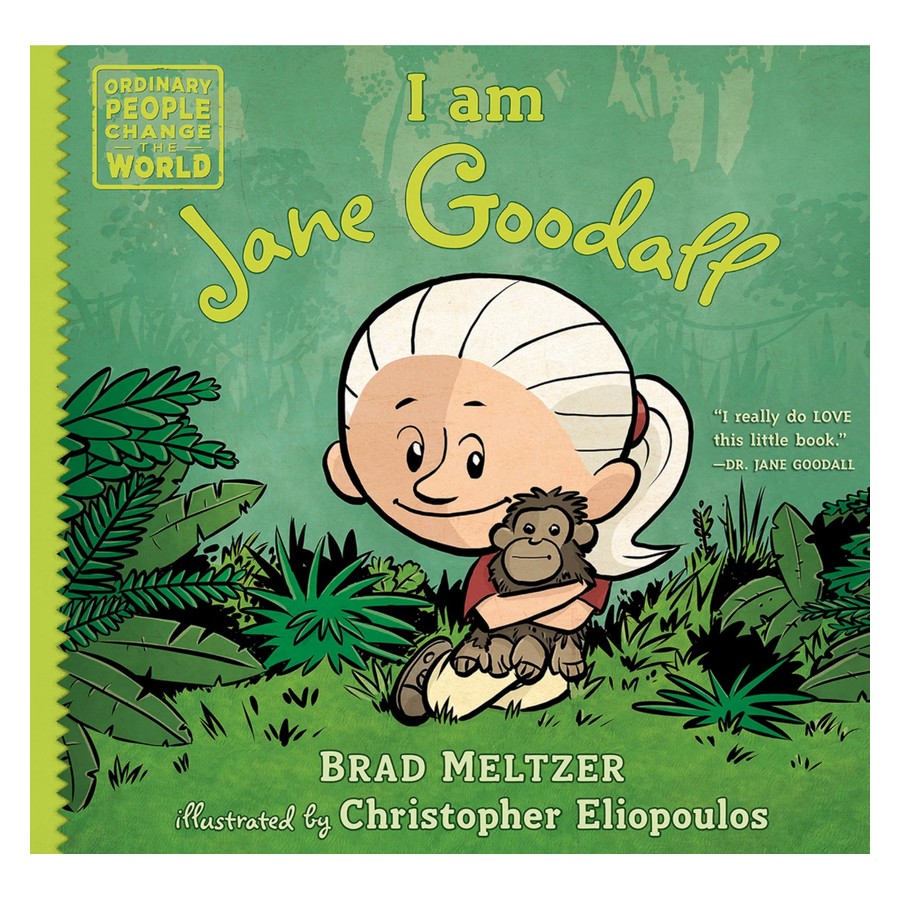 ORDINARY
PEOPLE
CHANGE
— THE —
WORLD
I am
Jane Goodall
“I really do LOVE
this little book.”
—DR. JANE GOODALL
BRAD MELTZER
illustrated by Christopher Eliopoulos